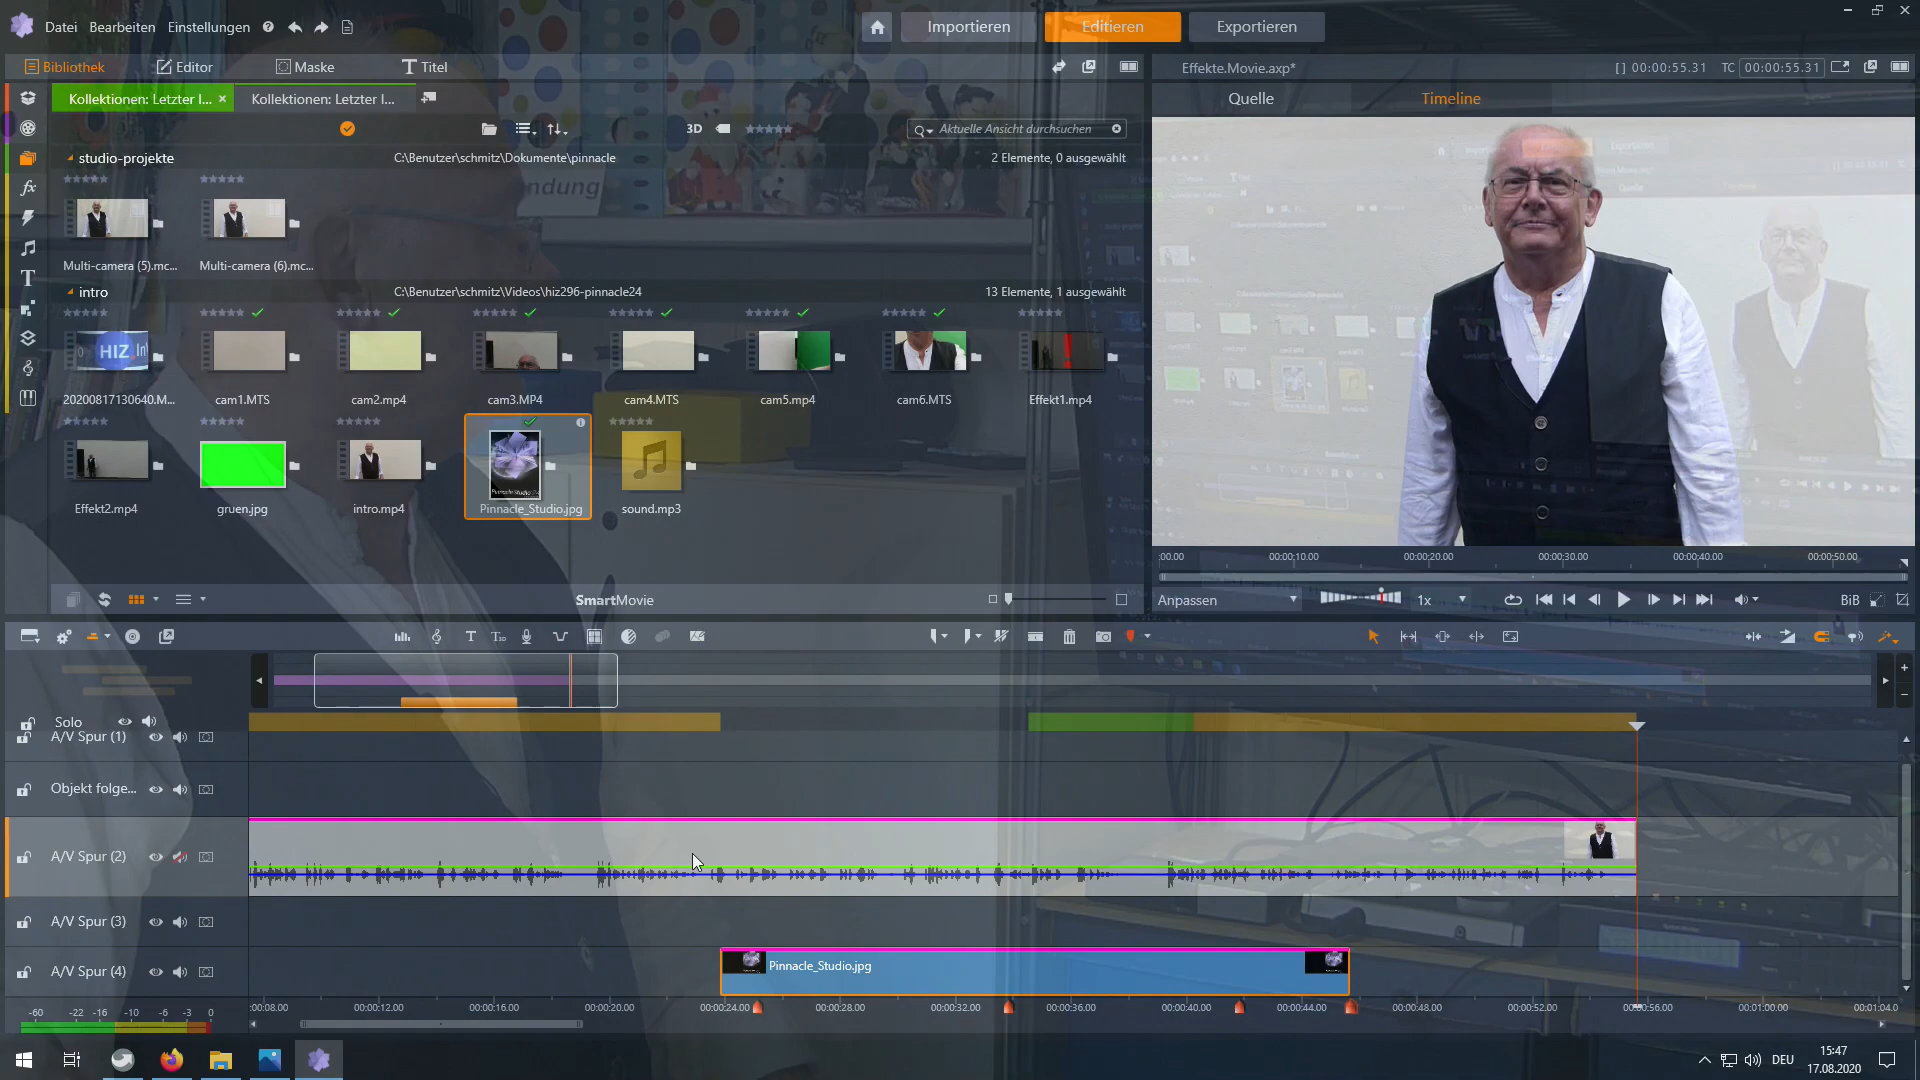 Datei Bearbeiten Einstellungen
Importieren Editieren Exportieren
Bibliothek Editor Maske Titel
Effekte.Movie.axp* [ ] 00:00:55.31 TC 00:00:55.31
Kollektionen: Letzter I... × Kollektionen: Letzter I...
Quelle Timeline
3D Aktuelle Ansicht durchsuchen
studio-projekte C:\Benutzer\schmitz\Dokumente\pinnacle 2 Elemente, 0 ausgewählt
ndung
Multi-camera (5).mc... Multi-camera (6).mc...
intro C:\Benutzer\schmitz\Videos\hiz296-pinnacle24 13 Elemente, 1 ausgewählt
HIZ.In
20200817130640.M... cam1.MTS cam2.mp4 cam3.MP4 cam4.MTS cam5.mp4 cam6.MTS Effekt1.mp4
Effekt2.mp4 gruen.jpg intro.mp4 Pinnacle_Studio.jpg sound.mp3
:00.00 00:00:10.00 00:00:20.00 00:00:30.00 00:00:40.00 00:00:50.00
SmartMovie
Anpassen 1x BiB
Solo
A/V Spur (1)
Objekt folge...
A/V Spur (2)
A/V Spur (3)
A/V Spur (4)
Pinnacle_Studio.jpg
-60 -22 -16 -10 -6 -3 0
:00:08.00 00:00:12.00 00:00:16.00 00:00:20.00 00:00:24.00 00:00:28.00 00:00:32.00 00:00:36.00 00:00:40.00 00:00:44.00 00:00:48.00 00:00:52.00 00:00:56.00 00:01:00.00 00:01:04.0
DEU
15:47
17.08.2020